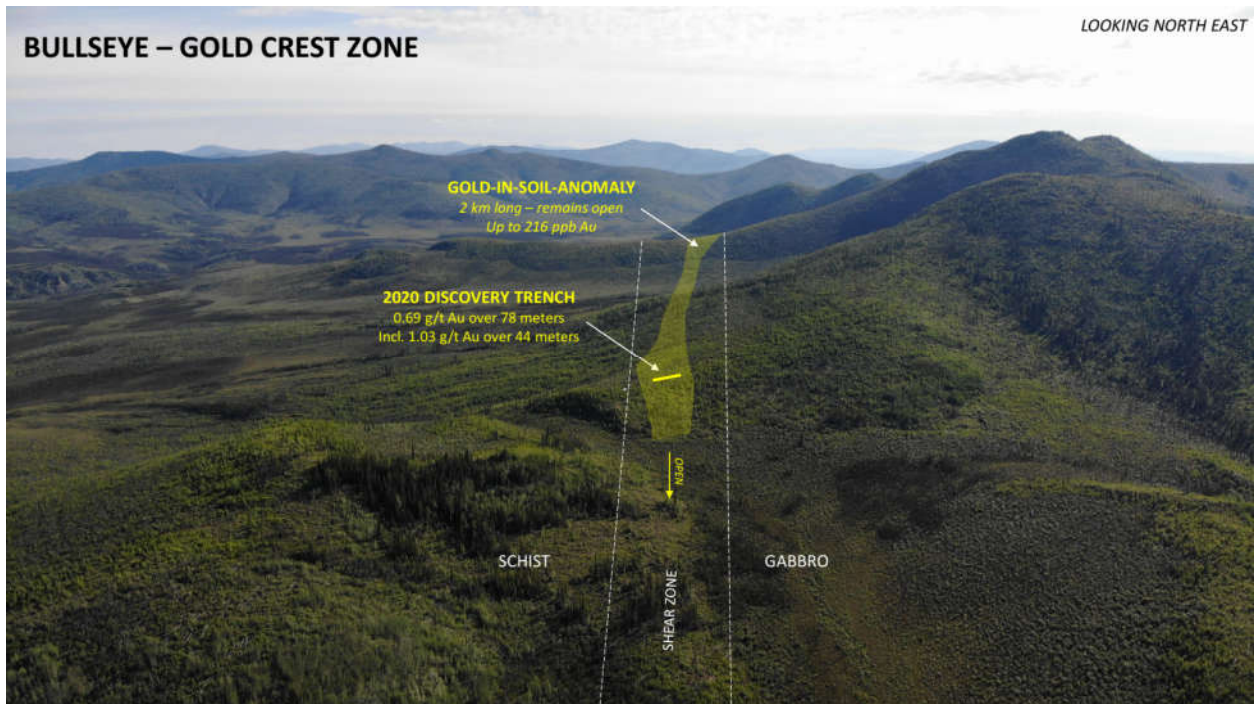 LOOKING NORTH EAST
BULLSEYE – GOLD CREST ZONE
GOLD-IN-SOIL-ANOMALY
2 km long – remains open
Up to 216 ppb Au
2020 DISCOVERY TRENCH
0.69 g/t Au over 78 meters
Incl. 1.03 g/t Au over 44 meters
OPEN
SCHIST
SHEAR ZONE
GABBRO